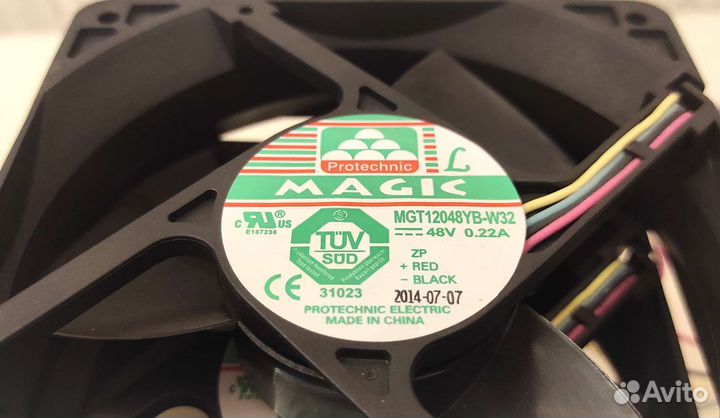 Protechnic
L
MAGIC
c RU US
E187236
MGT12048YB-W32
48V 0.22A
TÜV
SÜD
ZP
+ RED
- BLACK
CE
31023
2014-07-07
PROTECHNIC ELECTRIC
MADE IN CHINA
Avito